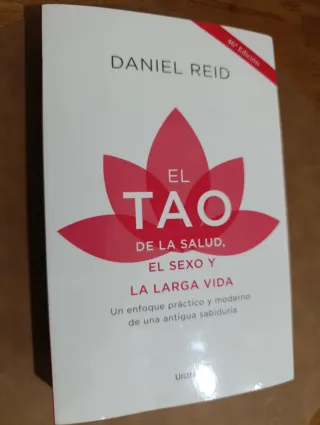 46ª Edición
DANIEL REID
EL
TAO
DE LA SALUD,
EL SEXO Y
LA LARGA VIDA
Un enfoque práctico y moderno
de una antigua sabiduría